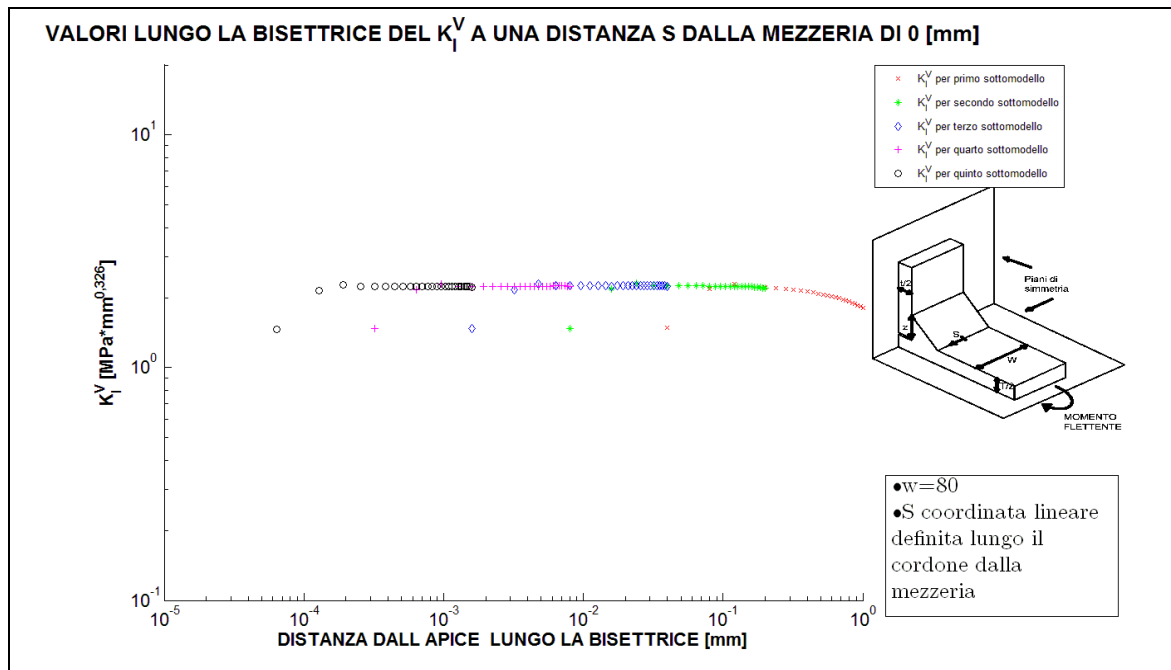 VALORI LUNGO LA BISETTRICE DEL K_I^V A UNA DISTANZA S DALLA MEZZERIA DI 0 [mm]
K_I^V per primo sottomodello
K_I^V per secondo sottomodello
K_I^V per terzo sottomodello
K_I^V per quarto sottomodello
K_I^V per quinto sottomodello
K_I^V [MPa*mm^0,326]
10^1
10^0
10^-1
10^-5
10^-4
10^-3
10^-2
10^-1
10^0
DISTANZA DALL APICE LUNGO LA BISETTRICE [mm]
t/2
Piani di
simmetria
z
S
W
T/2
MOMENTO
FLETTENTE
●w=80
●S coordinata lineare
definita lungo il
cordone dalla
mezzeria